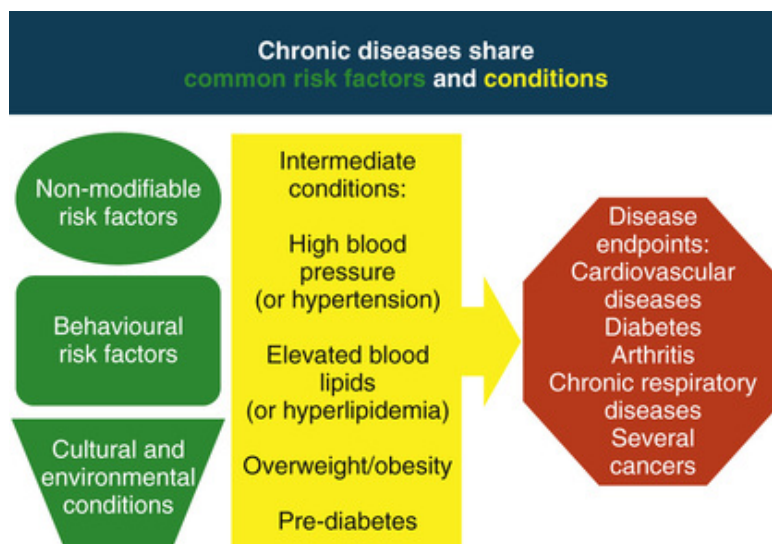 Chronic diseases share
common risk factors and conditions
Non-modifiable
risk factors
Behavioural
risk factors
Cultural and
environmental
conditions
Intermediate
conditions:
High blood
pressure
(or hypertension)
Elevated blood
lipids
(or hyperlipidemia)
Overweight/obesity
Pre-diabetes
Disease
endpoints:
Cardiovascular
diseases
Diabetes
Arthritis
Chronic respiratory
diseases
Several
cancers